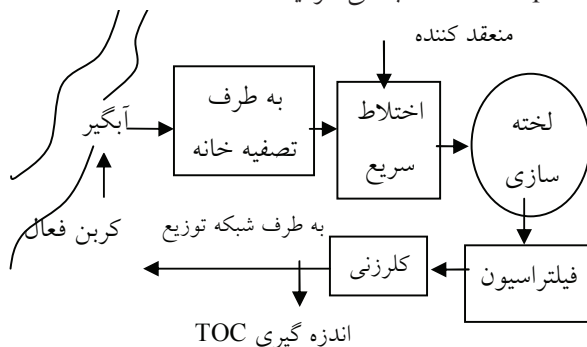 منعقد کننده
آبگیر
به طرف
تصفیه خانه
اختلاط
سریع
لخته
سازی
کربن فعال
به طرف شبکه توزیع
کلرزنی
فیلتراسیون
اندزه گیری TOC